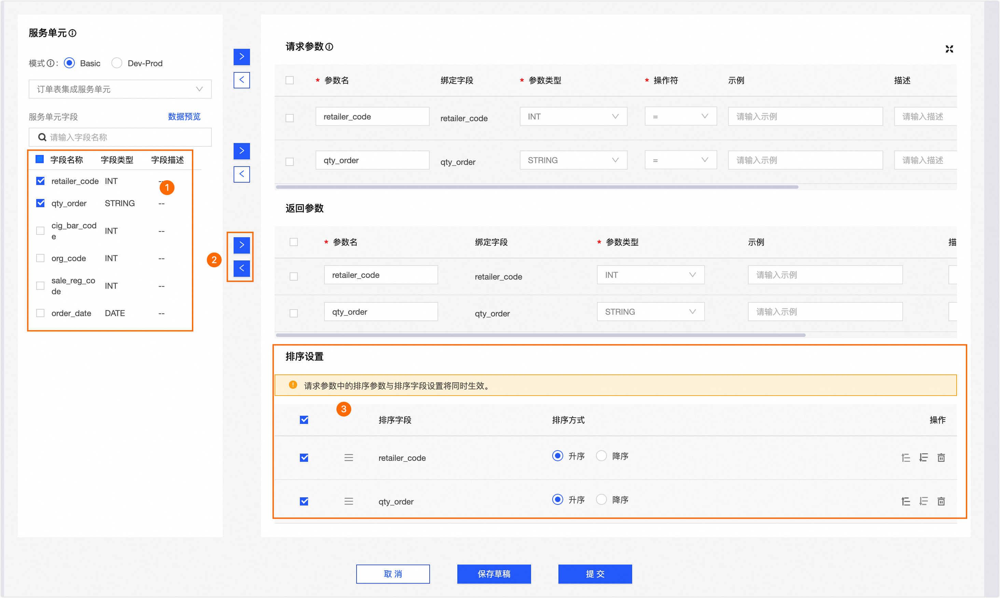 服务单元
模式 : Basic Dev-Prod
订单表集成服务单元
服务单元字段 数据预览
请输入字段名称
字段名称 字段类型 字段描述
retailer_code INT --
1
qty_order STRING --
cig_bar_cod
e INT --
org_code INT --
sale_reg_co
de INT --
order_date DATE --
2
请求参数
* 参数名 绑定字段 * 参数类型 * 操作符 示例 描述
retailer_code retailer_code INT = 请输入示例 请输入描述
qty_order qty_order STRING = 请输入示例 请输入描述
返回参数
* 参数名 绑定字段 * 参数类型 示例 描
retailer_code retailer_code INT 请输入示例
qty_order qty_order STRING 请输入示例
排序设置
请求参数中的排序参数与排序字段设置将同时生效。
3
排序字段 排序方式 操作
retailer_code 升序 降序
qty_order 升序 降序
取 消 保存草稿 提 交